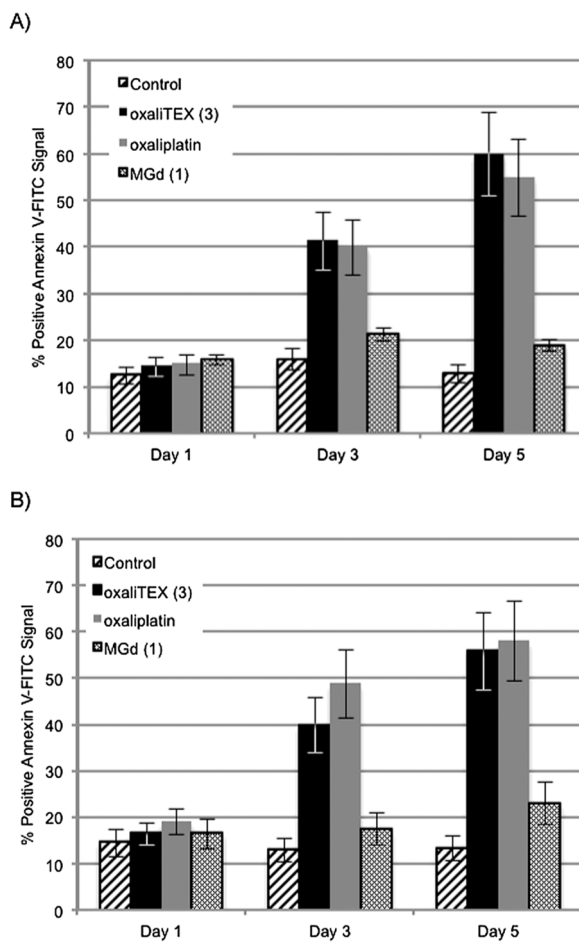 A)
% Positive Annexin V-FITC Signal
80
70
60
50
40
30
20
10
0
Control
oxaliTEX (3)
oxaliplatin
MGd (1)
Day 1
Day 3
Day 5
B)
% Positive Annexin V-FITC Signal
80
70
60
50
40
30
20
10
0
Control
oxaliTEX (3)
oxaliplatin
MGd (1)
Day 1
Day 3
Day 5